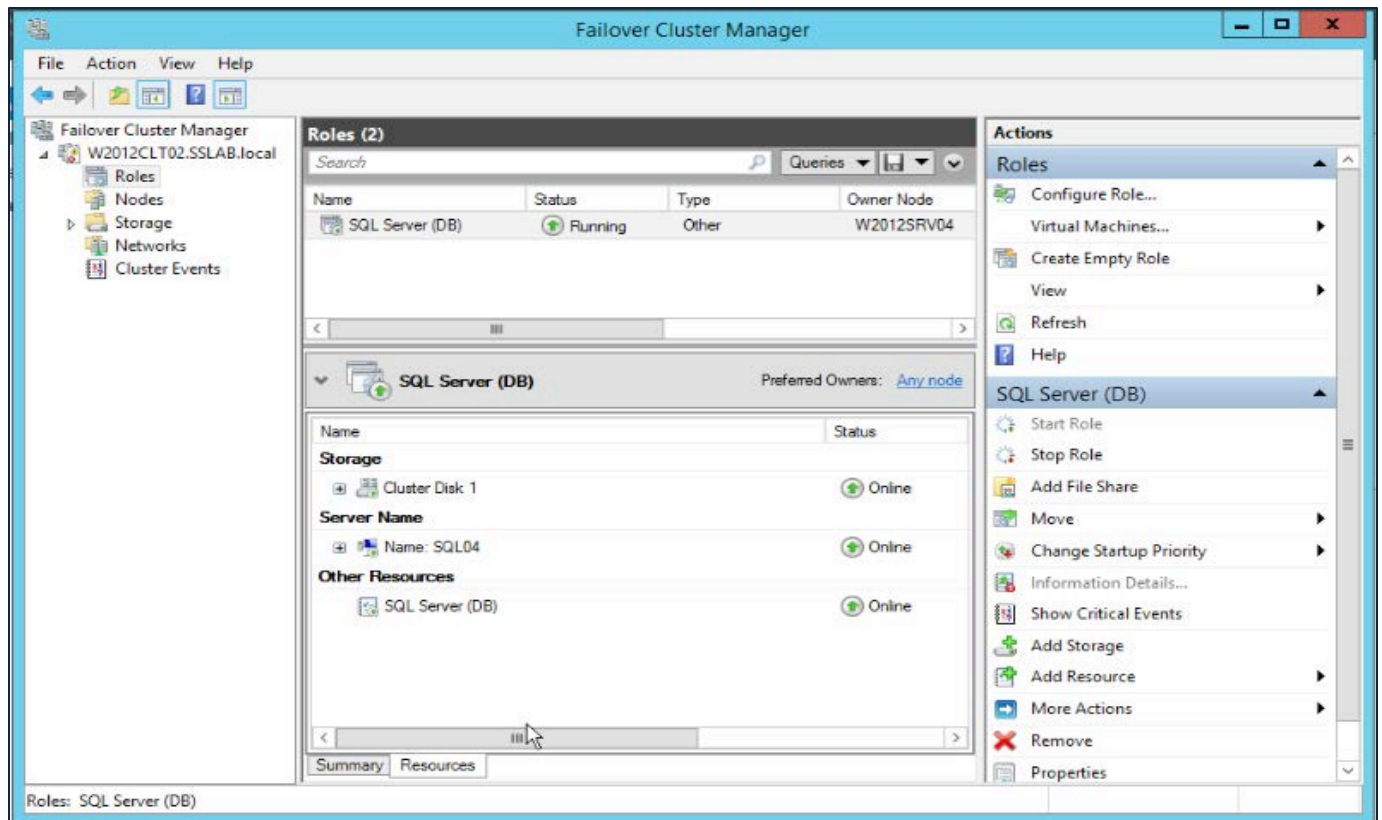 Failover Cluster Manager
File Action View Help
Failover Cluster Manager
W2012CLT02.SSLAB.local
Roles
Nodes
Storage
Networks
Cluster Events
Roles (2)
Search
Queries
Name Status Type Owner Node
SQL Server (DB) Running Other W2012SRV04
SQL Server (DB) Preferred Owners: Any node
Name Status
Storage
Cluster Disk 1 Online
Server Name
Name: SQL04 Online
Other Resources
SQL Server (DB) Online
Summary Resources
Actions
Roles
Configure Role...
Virtual Machines...
Create Empty Role
View
Refresh
Help
SQL Server (DB)
Start Role
Stop Role
Add File Share
Move
Change Startup Priority
Information Details...
Show Critical Events
Add Storage
Add Resource
More Actions
Remove
Properties
Roles: SQL Server (DB)